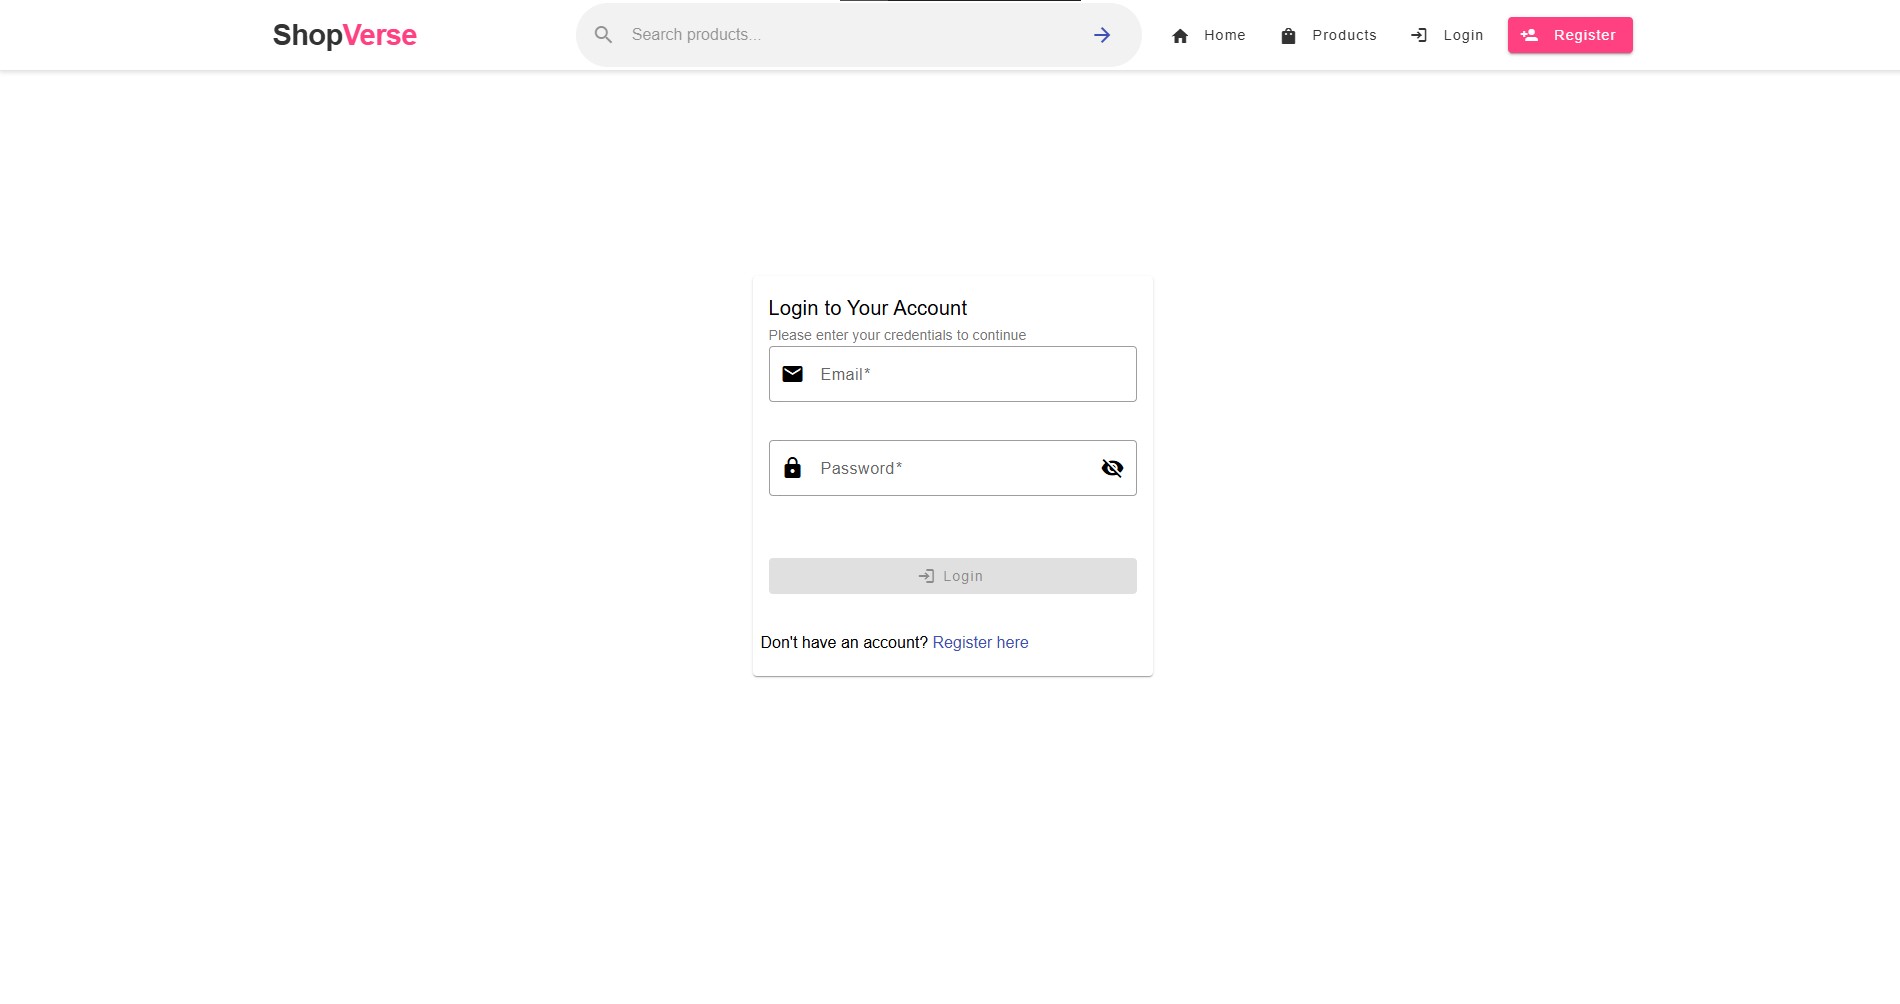 ShopVerse
Search products...
Home
Products
Login
Register
Login to Your Account
Please enter your credentials to continue
Email*
Password*
Login
Don't have an account? Register here